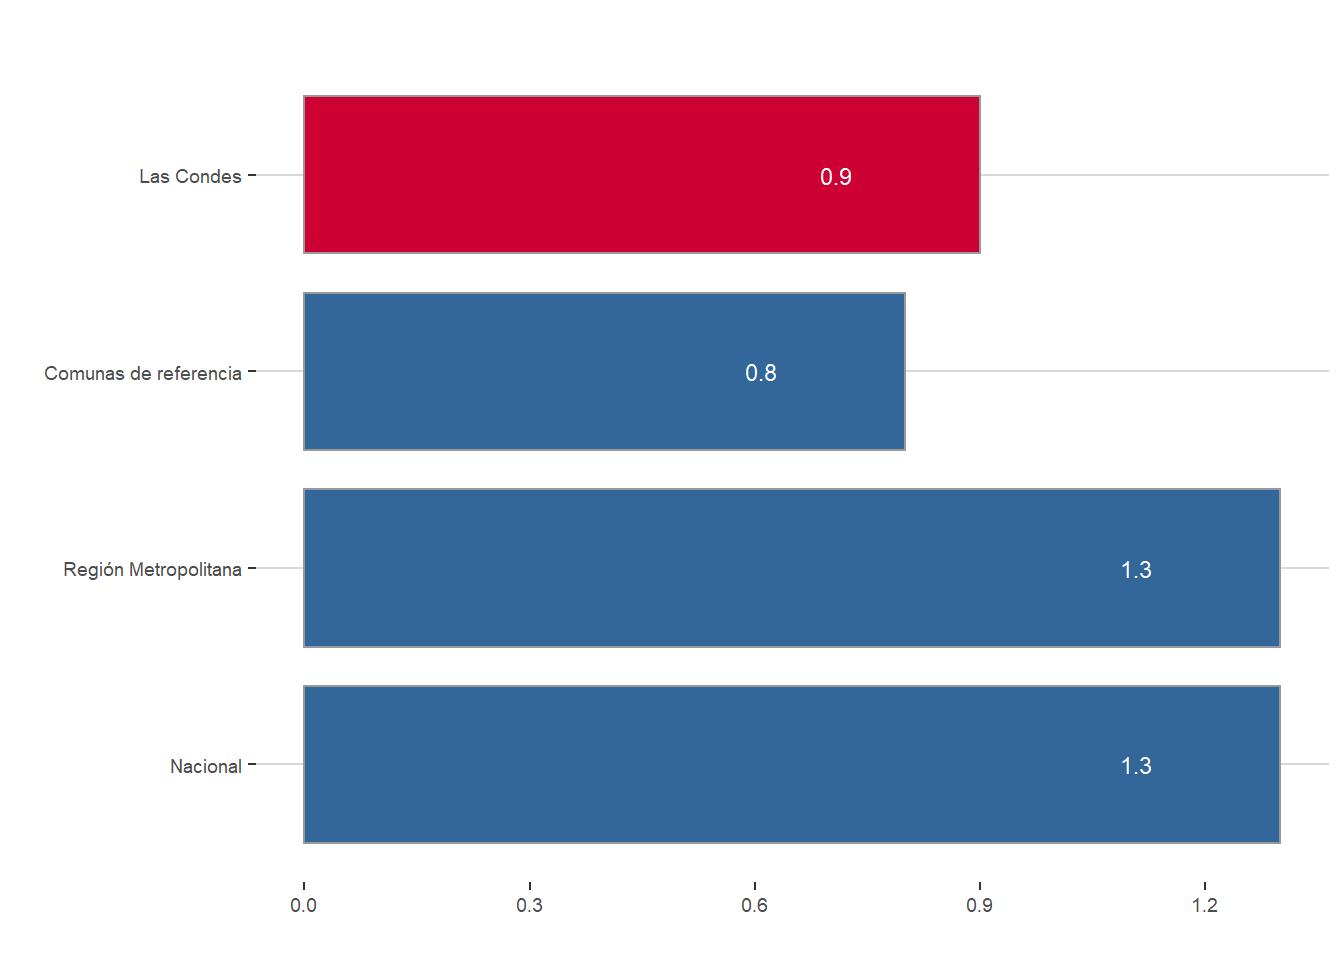 Las Condes
0.9
Comunas de referencia
0.8
Región Metropolitana
1.3
Nacional
1.3
0.0 0.3 0.6 0.9 1.2